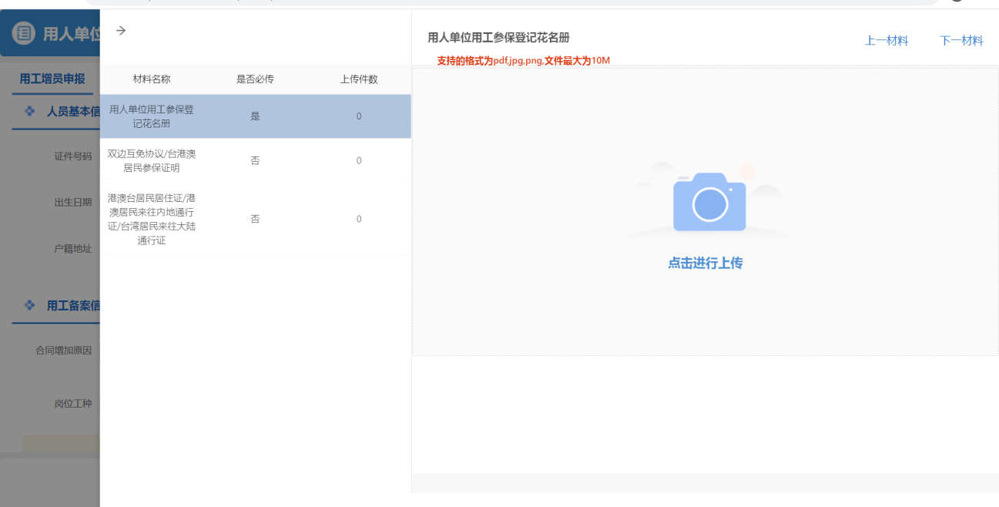 用人单位
用工增员申报
人员基本信
证件号码
出生日期
户籍地址
用工备案信
合同增加原因
岗位工种
材料名称 是否必传 上传件数
用人单位用工参保登
记花名册
是 0
双边互免协议/台港澳
居民参保证明
否 0
港澳台居民居住证/港
澳居民来往内地通行
证/台湾居民来往大陆
通行证
否 0
用人单位用工参保登记花名册
上一材料 下一材料
支持的格式为pdf,jpg,png,文件最大为10M
点击进行上传